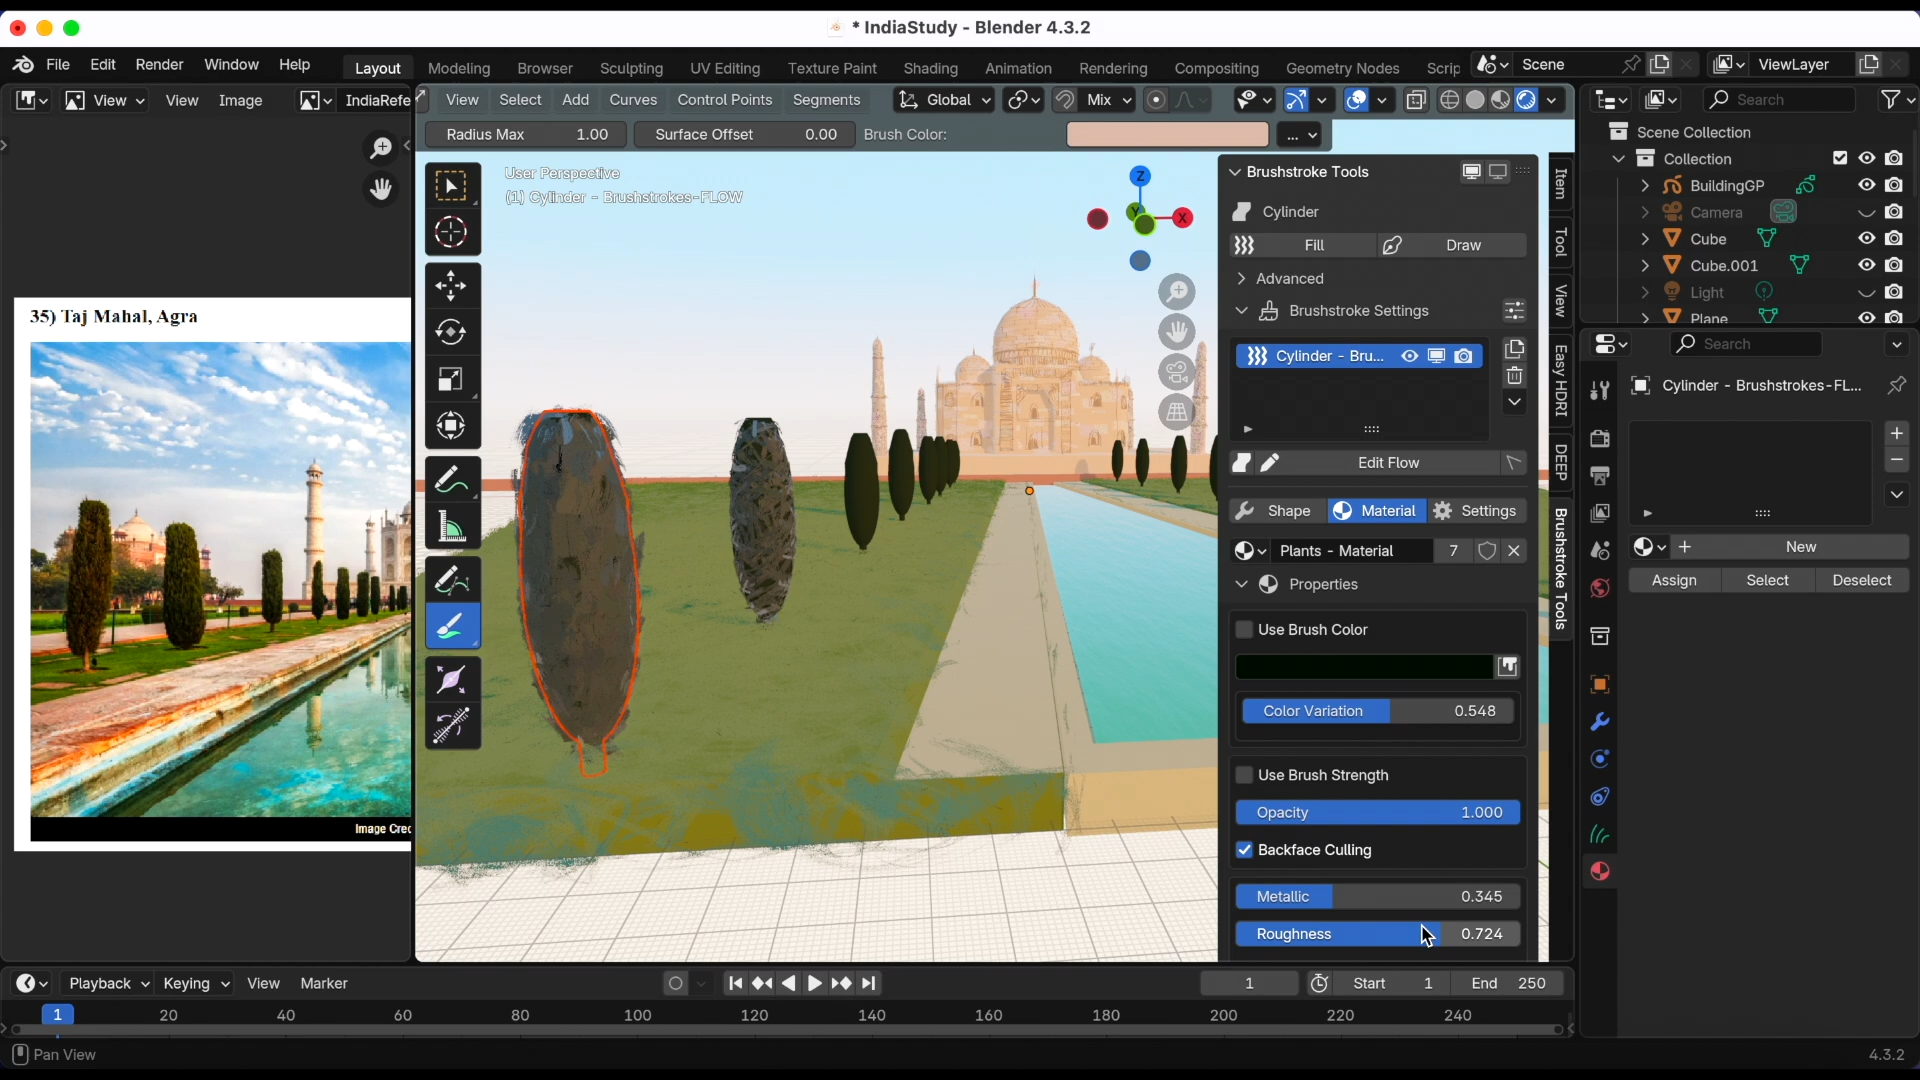 * IndiaStudy - Blender 4.3.2
File Edit Render Window Help
Layout Modeling Browser Sculpting UV Editing Texture Paint Shading Animation Rendering Compositing Geometry Nodes Scrip
Scene ViewLayer
View View Image IndiaRefe
View Select Add Curves Control Points Segments Global Mix
Search
Radius Max 1.00 Surface Offset 0.00 Brush Color: ...
User Perspective
(1) Cylinder - Brushstrokes-FLOW
Z
Y
X
35) Taj Mahal, Agra
Image Cred
Brushstroke Tools
Cylinder
Fill Draw
Advanced
Brushstroke Settings
Cylinder - Bru...
Edit Flow
Shape Material Settings
Plants - Material 7
Properties
Use Brush Color
Color Variation 0.548
Use Brush Strength
Opacity 1.000
Backface Culling
Metallic 0.345
Roughness 0.724
Item
Tool
View
Easy HDRI
DEEP
Brushstroke Tools
Scene Collection
Collection
BuildingGP
Camera
Cube
Cube.001
Light
Plane
Search
Cylinder - Brushstrokes-FL...
New
Assign Select Deselect
Playback Keying View Marker
1 Start 1 End 250
1 20 40 60 80 100 120 140 160 180 200 220 240
Pan View
4.3.2